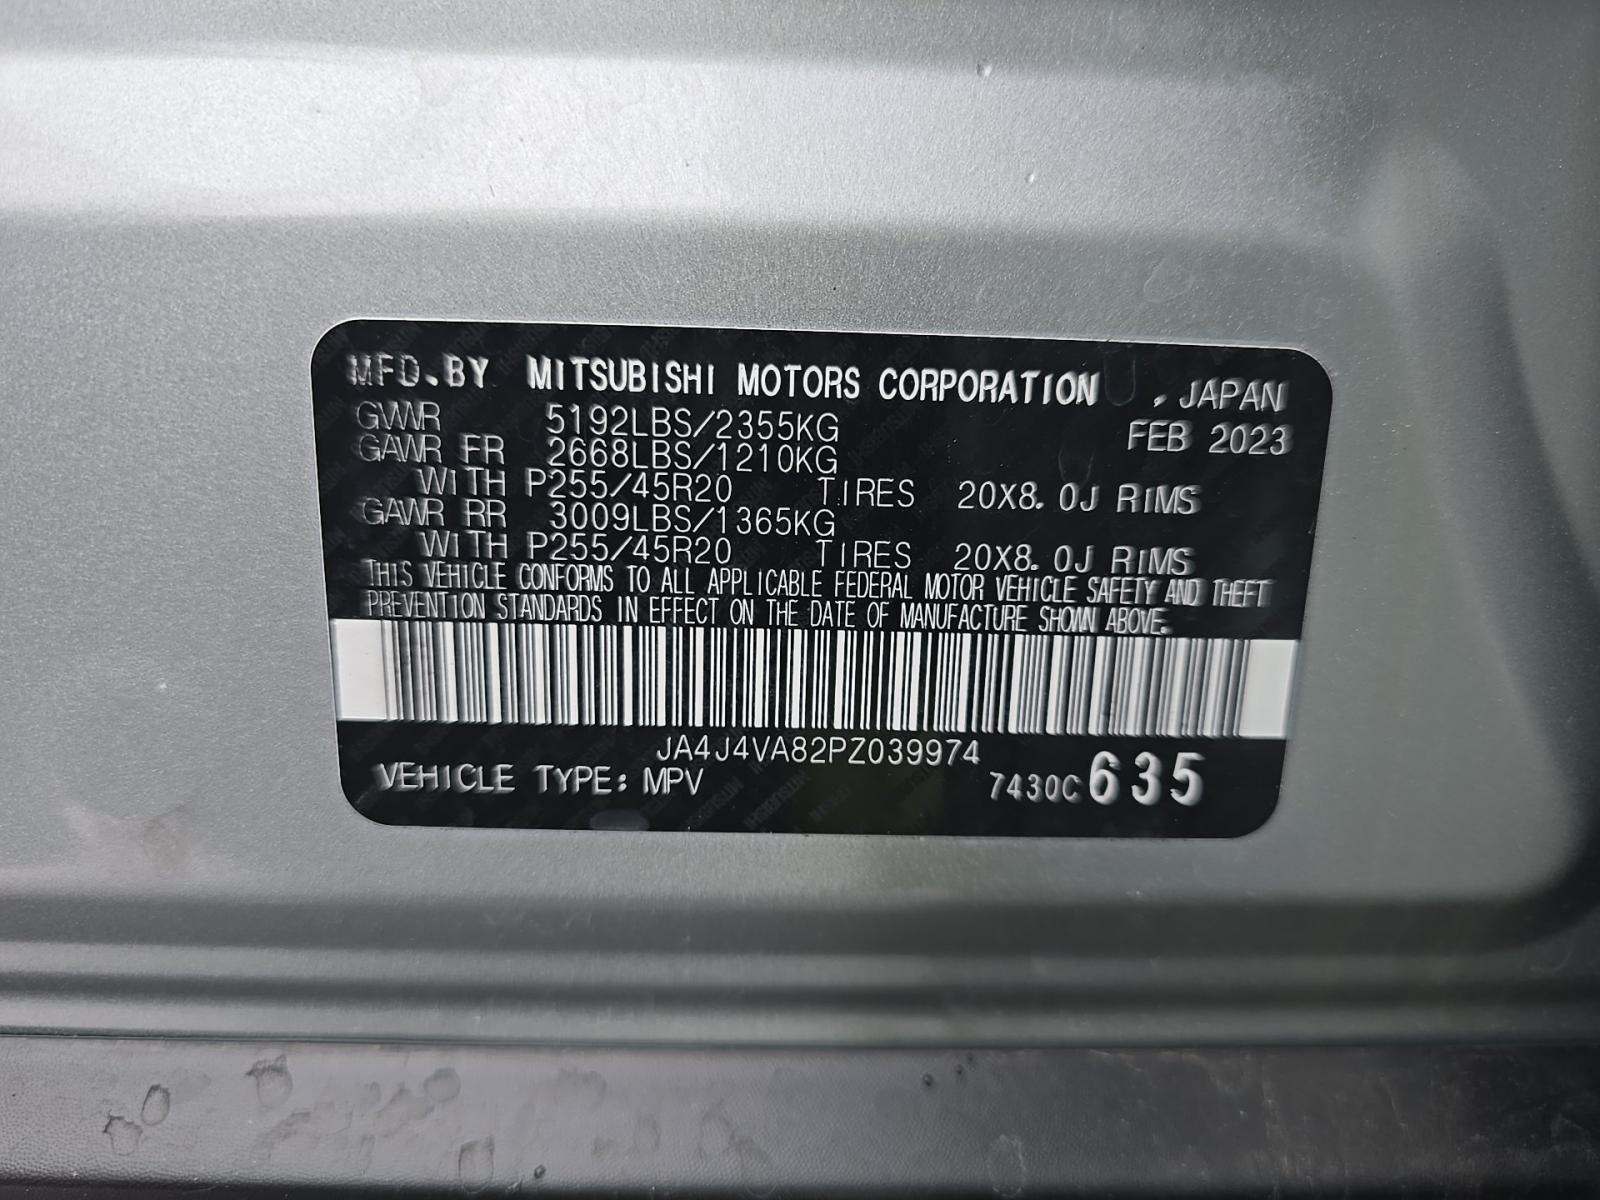 MFD.BY MITSUBISHI MOTORS CORPORATION , JAPAN
GVWR 5192LBS/2355KG FEB 2023
GAWR FR 2668LBS/1210KG
WITH P255/45R20 TIRES 20X8.0J RIMS
GAWR RR 3009LBS/1365KG
WITH P255/45R20 TIRES 20X8.0J RIMS
THIS VEHICLE CONFORMS TO ALL APPLICABLE FEDERAL MOTOR VEHICLE SAFETY AND THEFT
PREVENTION STANDARDS IN EFFECT ON THE DATE OF MANUFACTURE SHOWN ABOVE.
JA4J4VA82PZ039974
VEHICLE TYPE: MPV 7430C 635